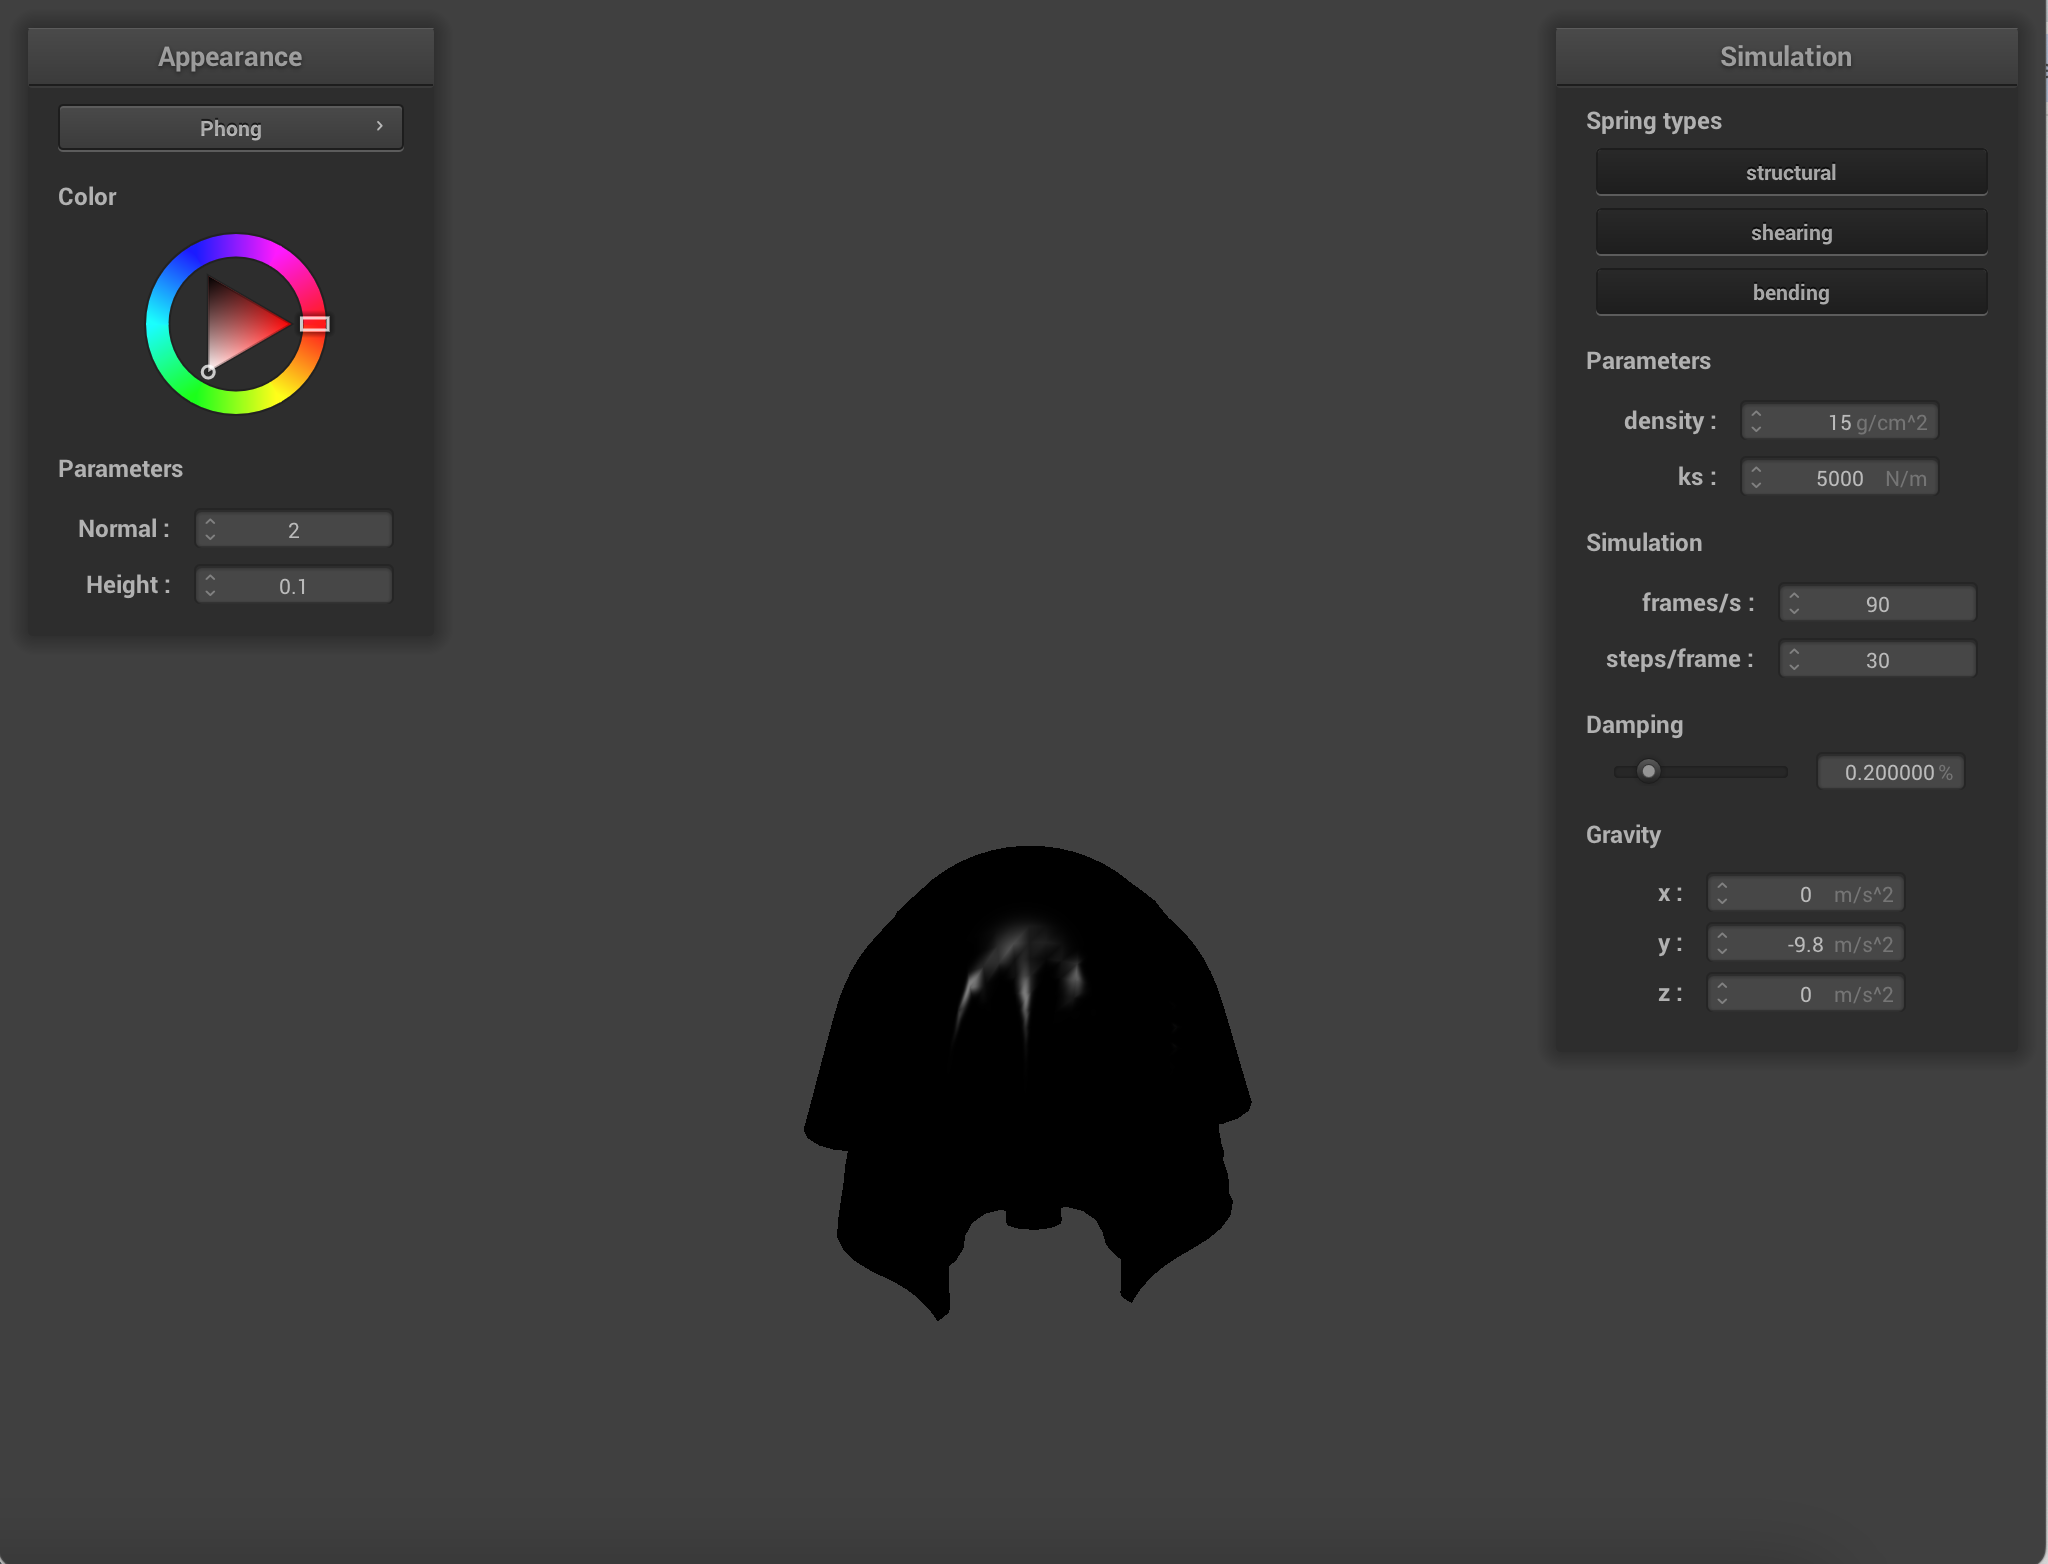 Appearance
Phong
Color
Parameters
Normal : 2
Height : 0.1
Simulation
Spring types
structural
shearing
bending
Parameters
density : 15 g/cm^2
ks : 5000 N/m
Simulation
frames/s : 90
steps/frame : 30
Damping
0.200000 %
Gravity
x : 0 m/s^2
y : -9.8 m/s^2
z : 0 m/s^2